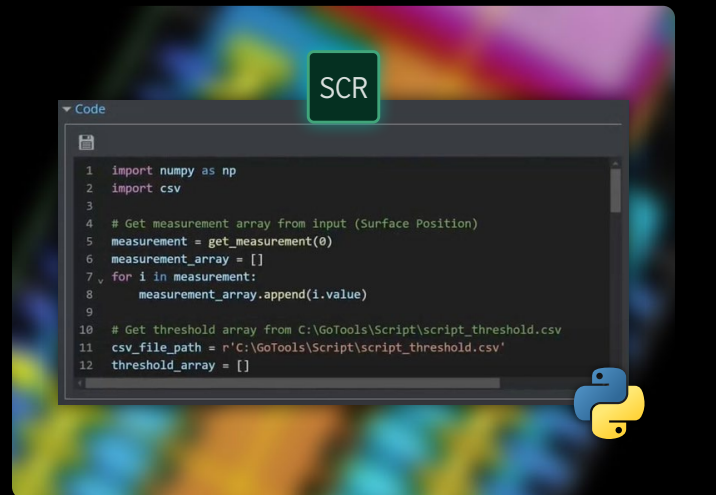 SCR
Code
1 import numpy as np
2 import csv
3
4 # Get measurement array from input (Surface Position)
5 measurement = get_measurement(0)
6 measurement_array = []
7 for i in measurement:
8     measurement_array.append(i.value)
9
10 # Get threshold array from C:\GoTools\Script\script_threshold.csv
11 csv_file_path = r'C:\GoTools\Script\script_threshold.csv'
12 threshold_array = []